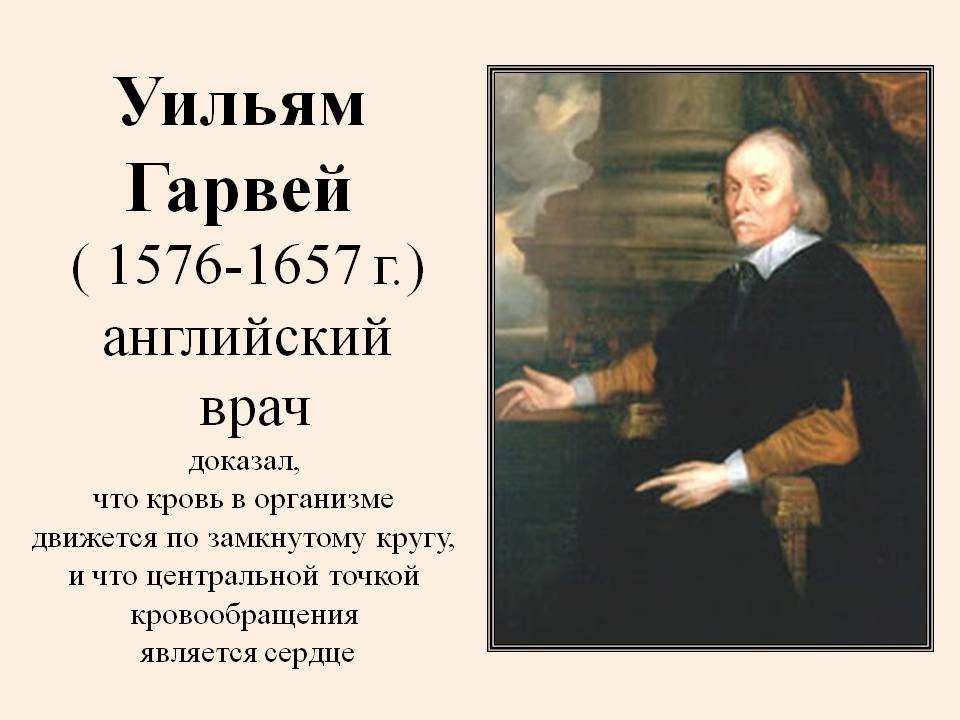 Уильям
Гарвей
( 1576-1657 г.)
английский
врач
доказал,
что кровь в организме
движется по замкнутому кругу,
и что центральной точкой
кровообращения
является сердце